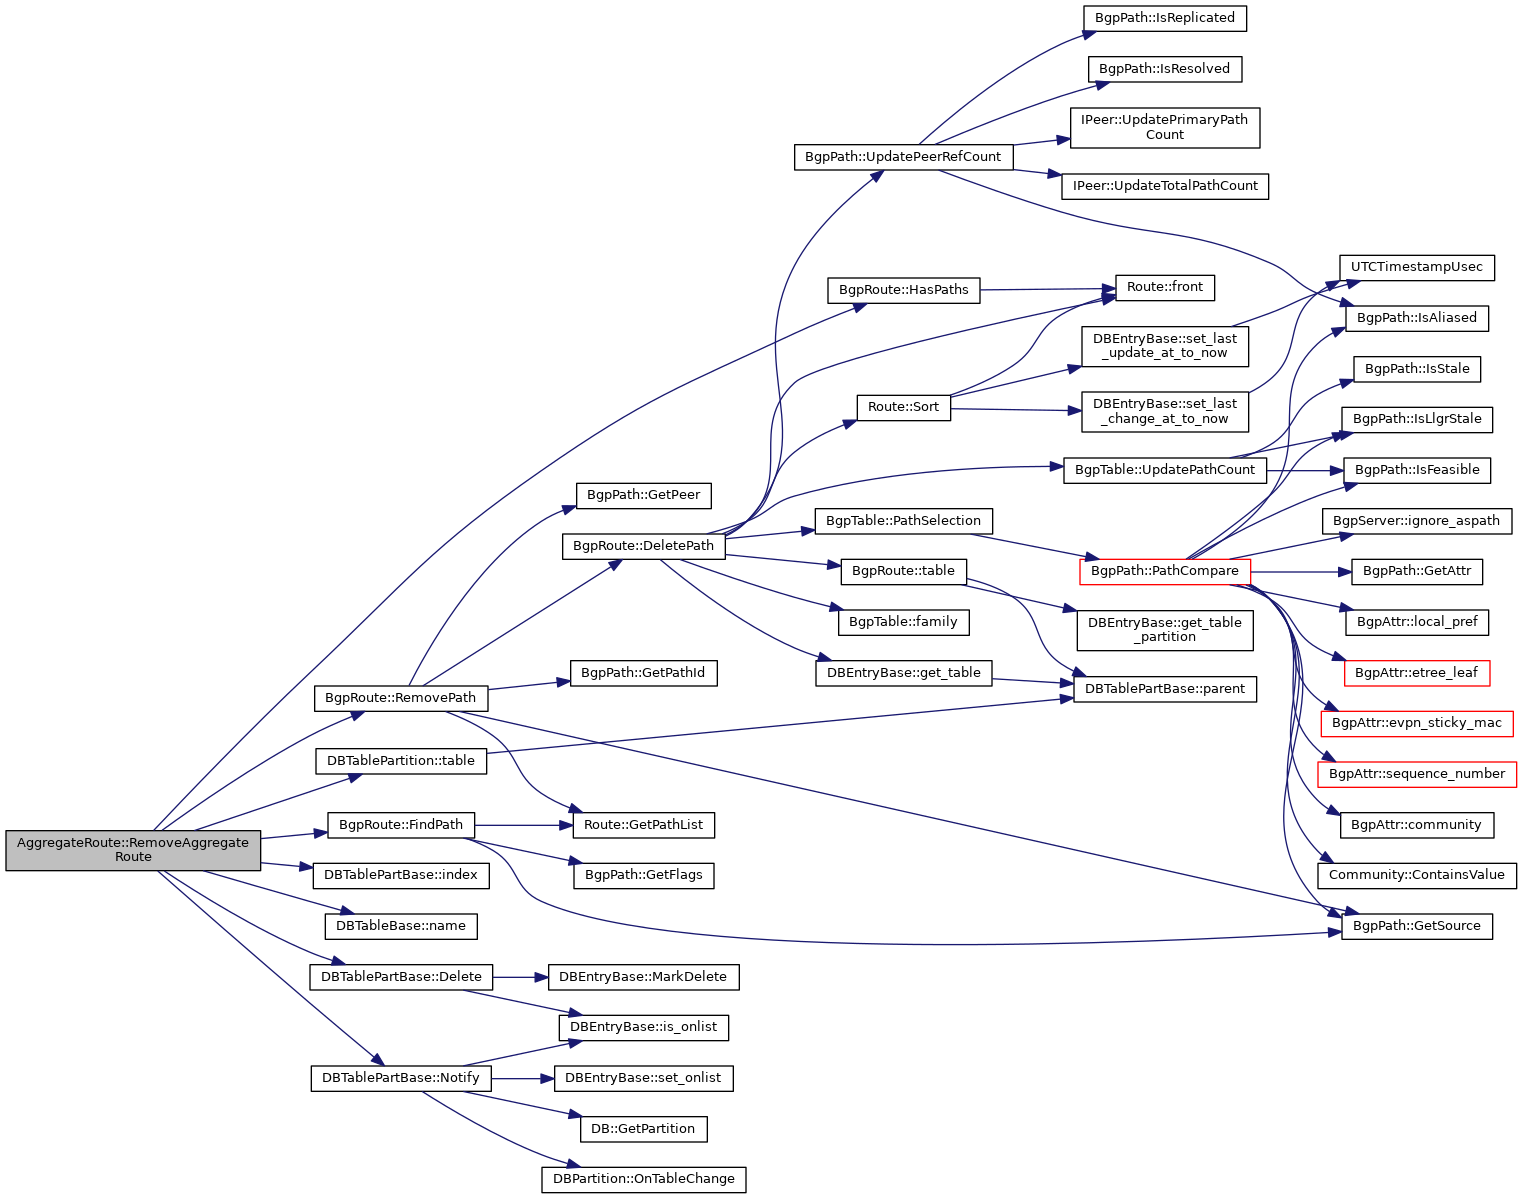 BgpPath::IsReplicated
BgpPath::IsResolved
IPeer::UpdatePrimaryPath
Count
BgpPath::UpdatePeerRefCount
IPeer::UpdateTotalPathCount
UTCTimestampUsec
BgpRoute::HasPaths
Route::front
BgpPath::IsAliased
DBEntryBase::set_last
_update_at_to_now
BgpPath::IsStale
Route::Sort
DBEntryBase::set_last
_change_at_to_now
BgpPath::IsLlgrStale
BgpTable::UpdatePathCount
BgpPath::IsFeasible
BgpPath::GetPeer
BgpTable::PathSelection
BgpServer::ignore_aspath
BgpRoute::DeletePath
BgpRoute::table
BgpPath::PathCompare
BgpPath::GetAttr
BgpTable::family
DBEntryBase::get_table
_partition
BgpAttr::local_pref
BgpPath::GetPathId
DBEntryBase::get_table
BgpAttr::etree_leaf
BgpRoute::RemovePath
DBTablePartBase::parent
BgpAttr::evpn_sticky_mac
DBTablePartition::table
BgpAttr::sequence_number
BgpRoute::FindPath
Route::GetPathList
BgpAttr::community
AggregateRoute::RemoveAggregate
Route
DBTablePartBase::index
BgpPath::GetFlags
Community::ContainsValue
DBTableBase::name
BgpPath::GetSource
DBTablePartBase::Delete
DBEntryBase::MarkDelete
DBEntryBase::is_onlist
DBTablePartBase::Notify
DBEntryBase::set_onlist
DB::GetPartition
DBPartition::OnTableChange